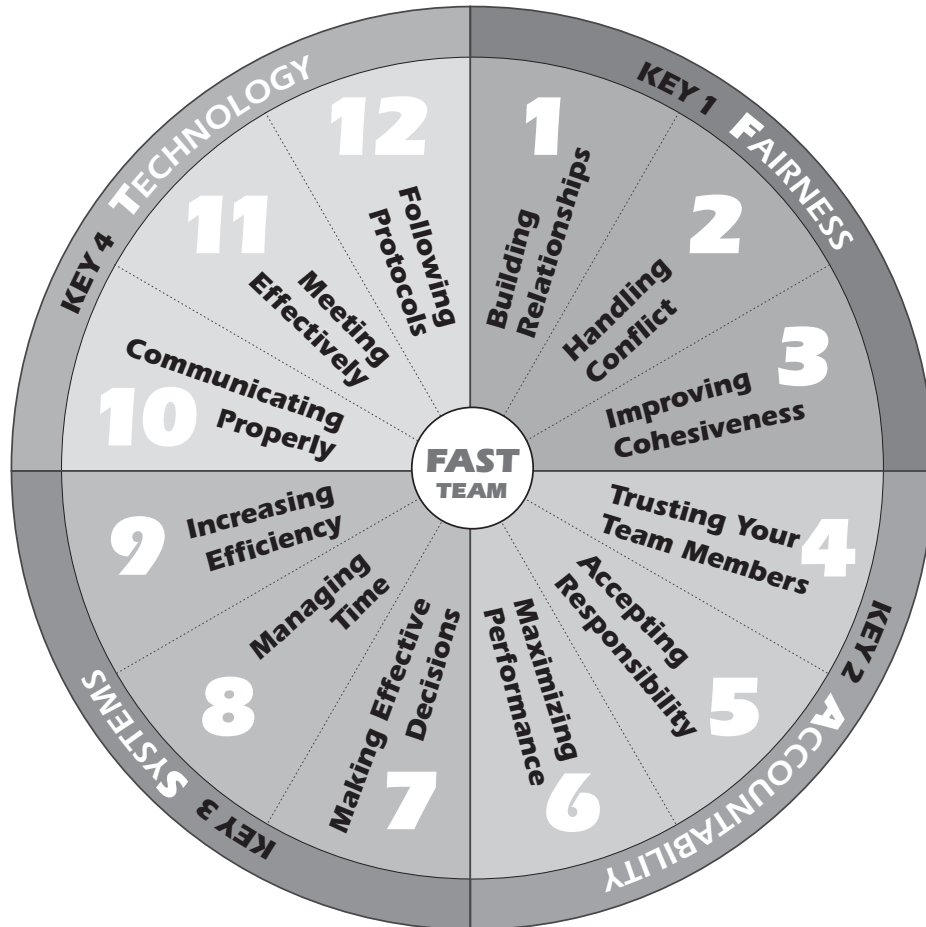 KEY 1 FAIRNESS
1
Building
Relationships
2
Handling
Conflict
3
Improving
Cohesiveness
KEY 2 ACCOUNTABILITY
4
Trusting Your
Team Members
5
Accepting
Responsibility
6
Maximizing
Performance
KEY 3 SYSTEMS
7
Making Effective
Decisions
8
Managing
Time
9
Increasing
Efficiency
KEY 4 TECHNOLOGY
10
Communicating
Properly
11
Meeting
Effectively
12
Following
Protocols
FAST
TEAM